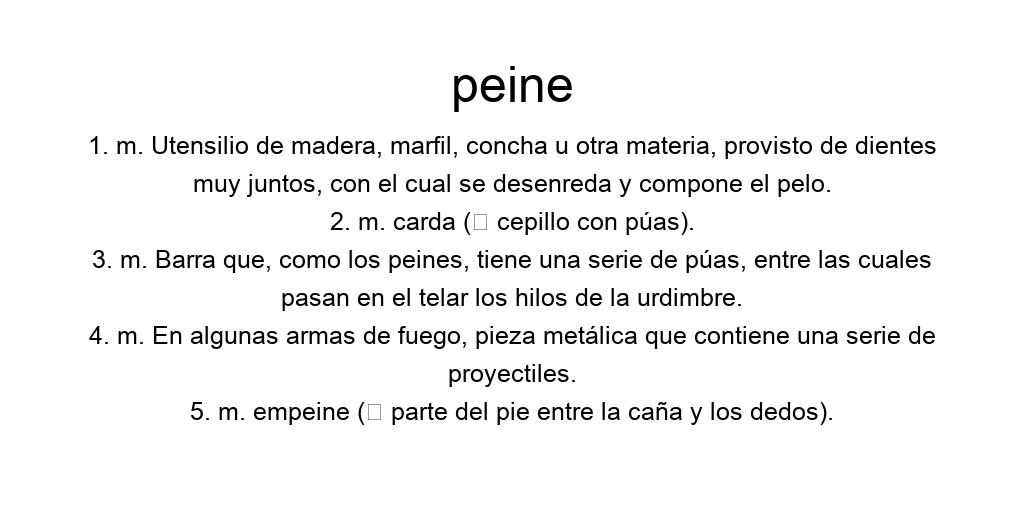 peine
1. m. Utensilio de madera, marfil, concha u otra materia, provisto de dientes
muy juntos, con el cual se desenreda y compone el pelo.
2. m. carda (□ cepillo con púas).
3. m. Barra que, como los peines, tiene una serie de púas, entre las cuales
pasan en el telar los hilos de la urdimbre.
4. m. En algunas armas de fuego, pieza metálica que contiene una serie de
proyectiles.
5. m. empeine (□ parte del pie entre la caña y los dedos).